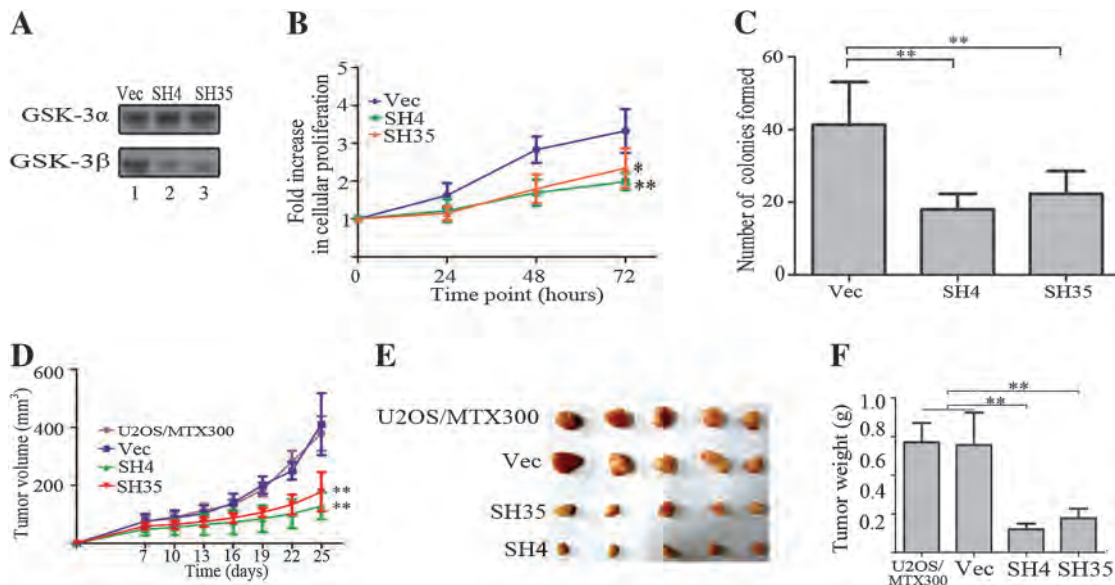 A
Vec SH4 SH35
GSK-3α
GSK-3β
1 2 3
B
Fold increase
in cellular proliferation
5
4
3
2
1
Vec
SH4
SH35
*
**
0 24 48 72
Time point (hours)
C
Number of colonies formed
60
40
20
0
**
**
Vec SH4 SH35
D
Tumor volume (mm³)
600
400
200
U2OS/MTX300
Vec
SH4
SH35
**
**
7 10 13 16 19 22 25
Time (days)
E
U2OS/MTX300
Vec
SH35
SH4
F
Tumor weight (g)
1.0
0.8
0.6
0.4
0.2
**
**
U2OS/
MTX300
Vec SH4 SH35